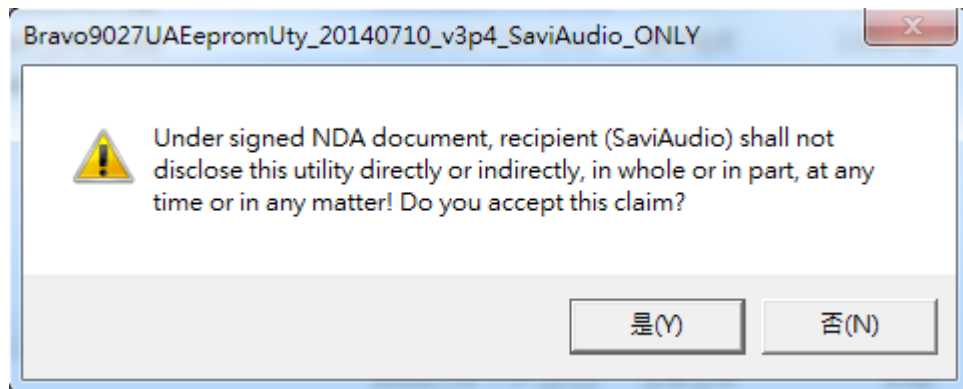 Bravo9027UAEepromUty_20140710_v3p4_SaviAudio_ONLY
Under signed NDA document, recipient (SaviAudio) shall not
disclose this utility directly or indirectly, in whole or in part, at any
time or in any matter! Do you accept this claim?
是(Y) 否(N)